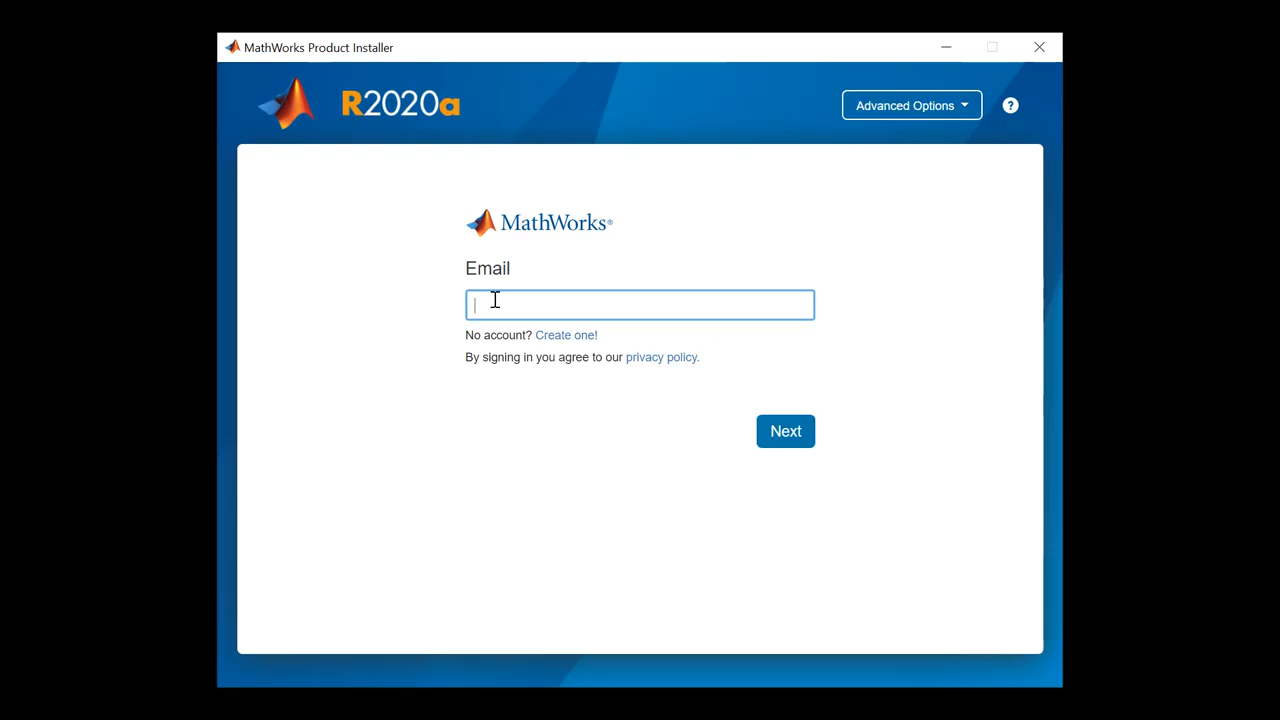 MathWorks Product Installer
R2020a
Advanced Options
?
MathWorks®
Email
No account? Create one!
By signing in you agree to our privacy policy.
Next